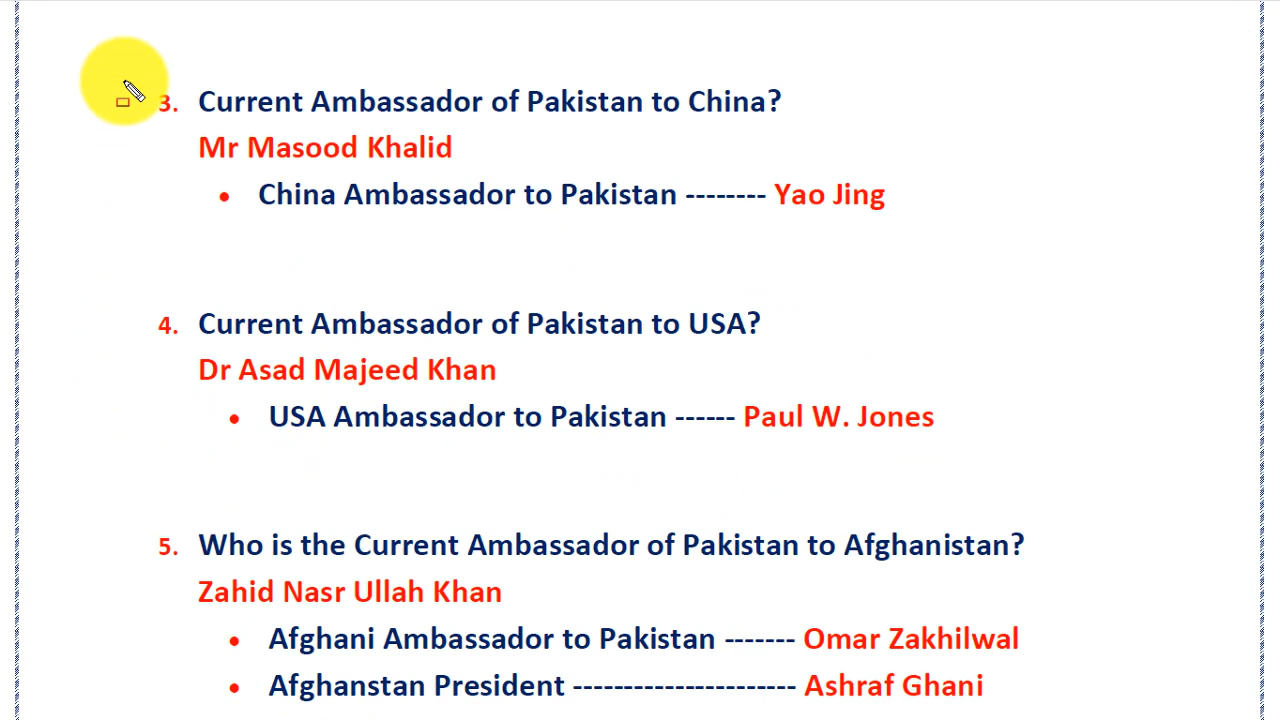 3. Current Ambassador of Pakistan to China?
Mr Masood Khalid
• China Ambassador to Pakistan -------- Yao Jing
4. Current Ambassador of Pakistan to USA?
Dr Asad Majeed Khan
• USA Ambassador to Pakistan ------ Paul W. Jones
5. Who is the Current Ambassador of Pakistan to Afghanistan?
Zahid Nasr Ullah Khan
• Afghani Ambassador to Pakistan ------- Omar Zakhilwal
• Afghanstan President ---------------------- Ashraf Ghani